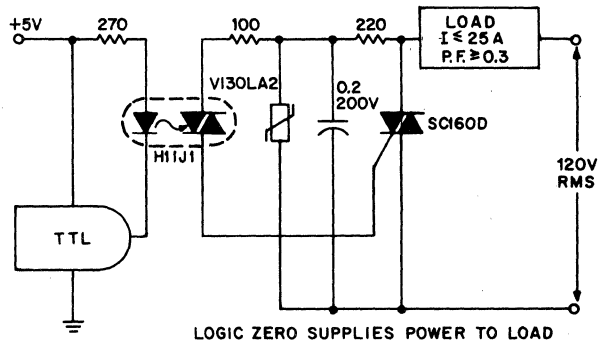 +5V
270
100
220
LOAD
I ≤ 25 A
P.F. ≥ 0.3
V130LA2
0.2
200V
SC160D
H11J1
120V
RMS
TTL
LOGIC ZERO SUPPLIES POWER TO LOAD